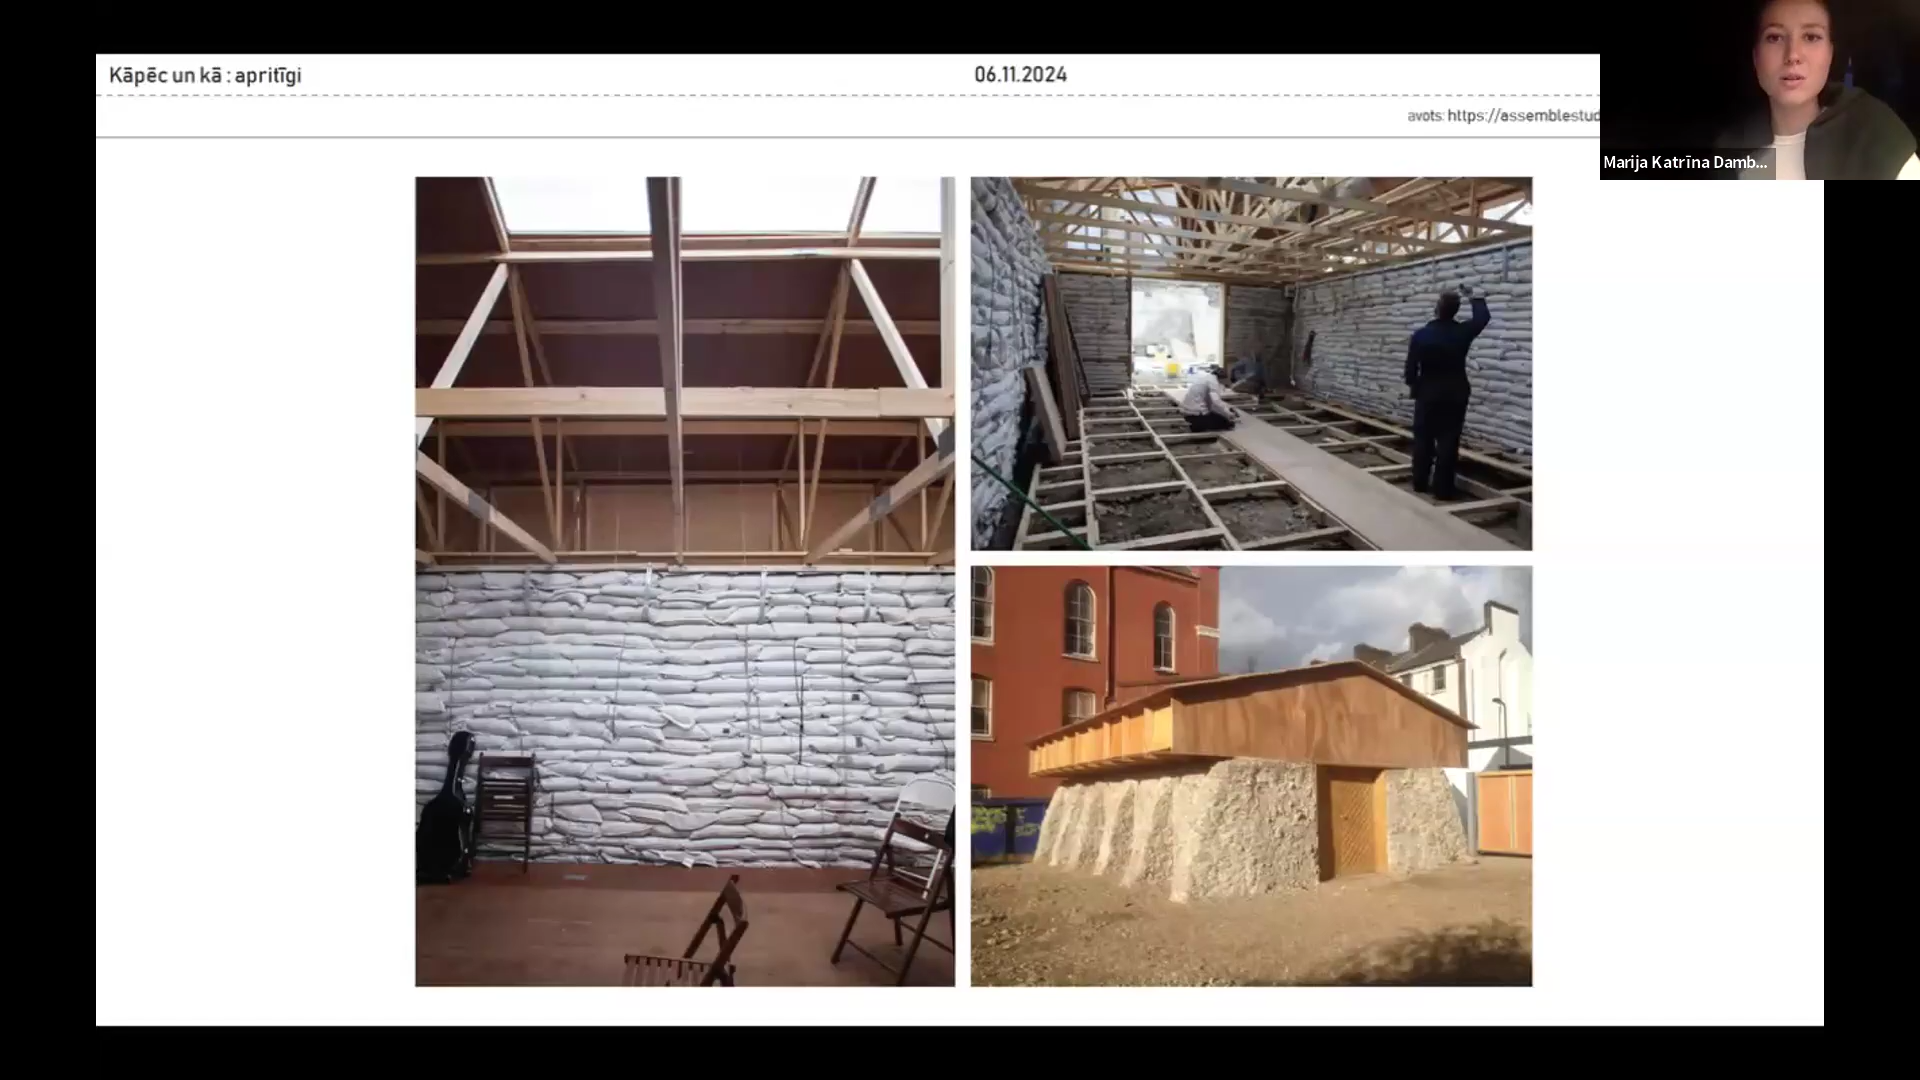 Kāpēc un kā : apritīgi
06.11.2024
avots: https://assemblestud
Marija Katrīna Damb...